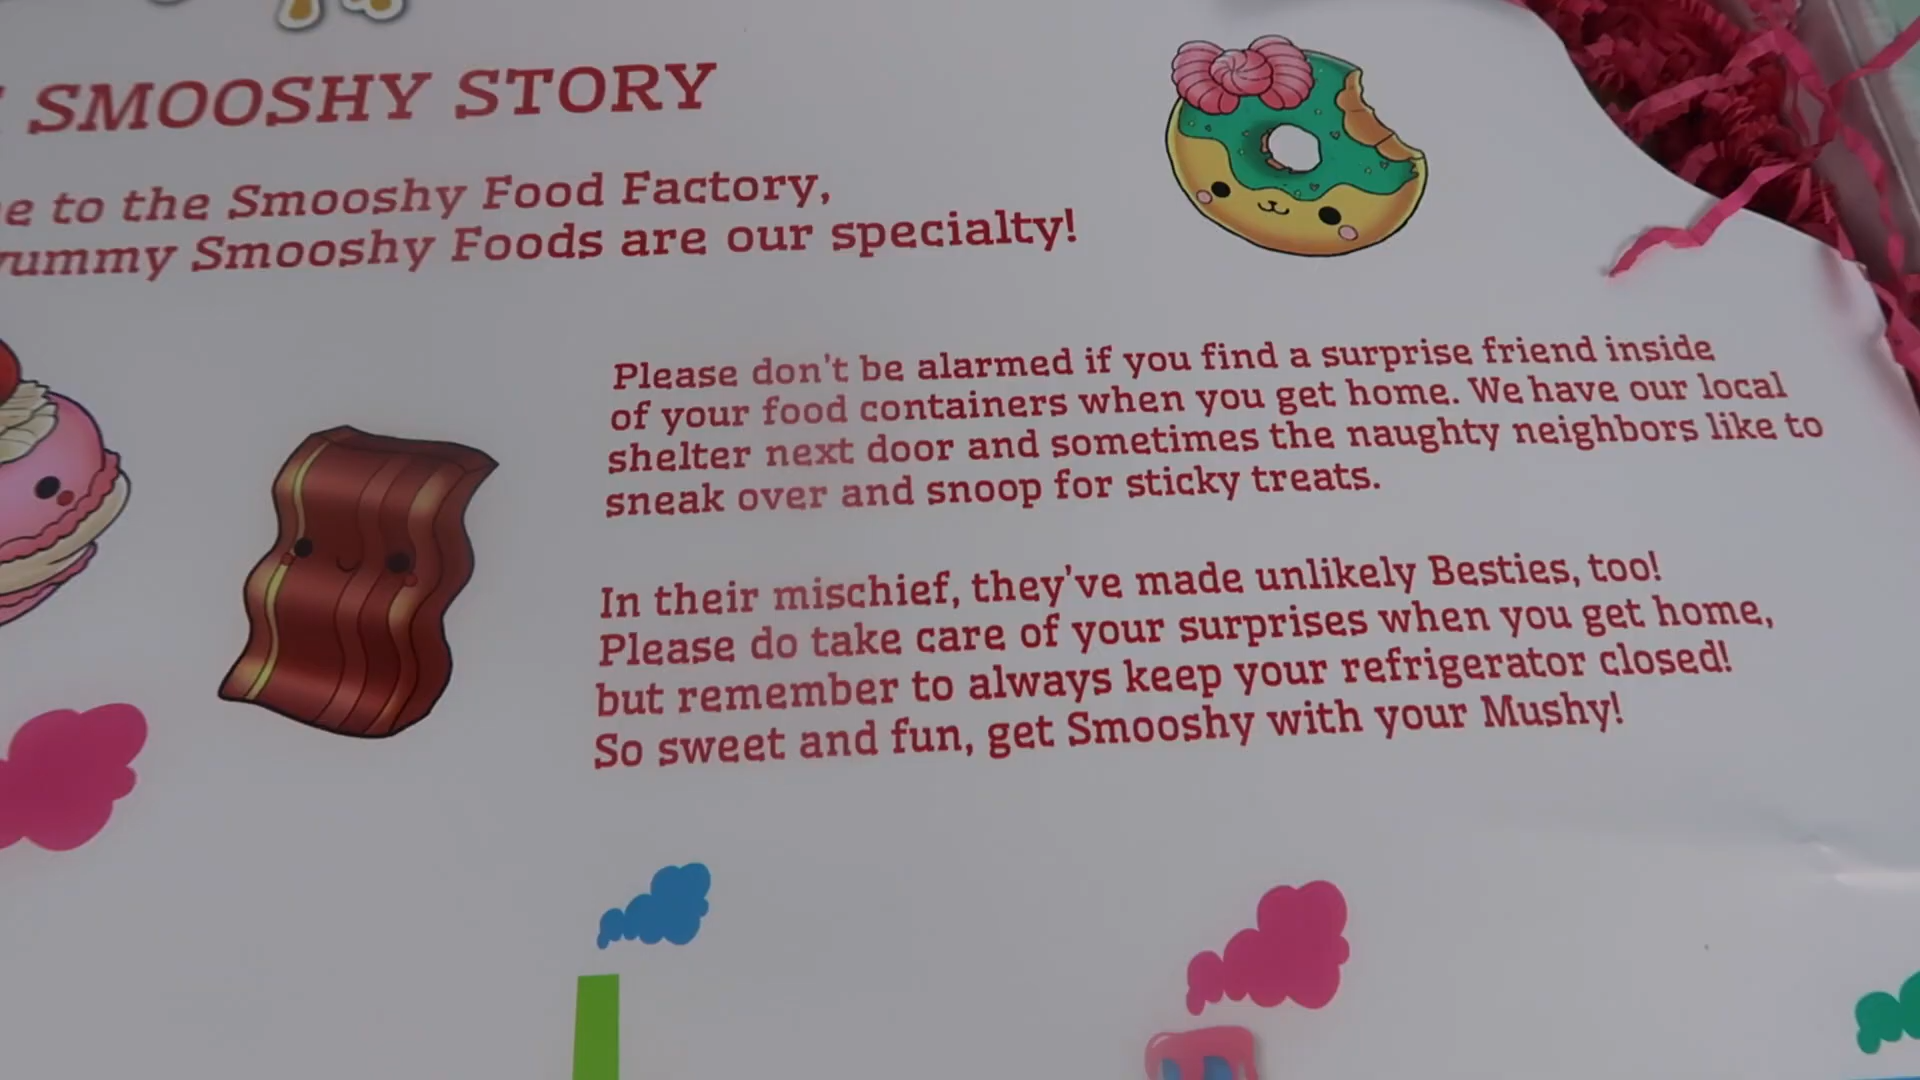 SMOOSHY STORY
to the Smooshy Food Factory,
yummy Smooshy Foods are our specialty!
Please don't be alarmed if you find a surprise friend inside
of your food containers when you get home. We have our local
shelter next door and sometimes the naughty neighbors like to
sneak over and snoop for sticky treats.
In their mischief, they've made unlikely Besties, too!
Please do take care of your surprises when you get home,
but remember to always keep your refrigerator closed!
So sweet and fun, get Smooshy with your Mushy!